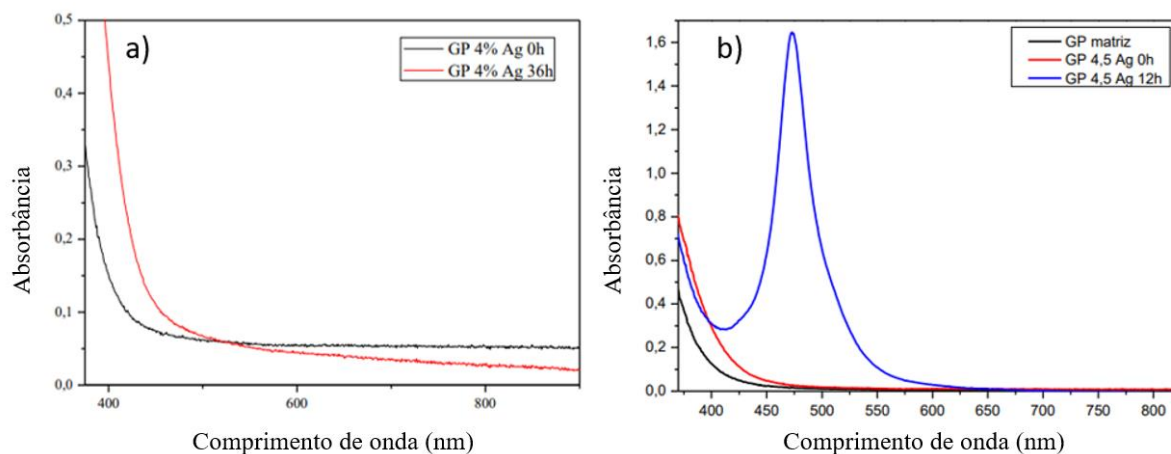 a)
GP 4% Ag 0h
GP 4% Ag 36h
0,5
0,4
0,3
0,2
0,1
0,0
Absorbância
400
600
800
Comprimento de onda (nm)
b)
GP matriz
GP 4,5 Ag 0h
GP 4,5 Ag 12h
1,6
1,4
1,2
1,0
0,8
0,6
0,4
0,2
0,0
Absorbância
400
450
500
550
600
650
700
750
800
Comprimento de onda (nm)